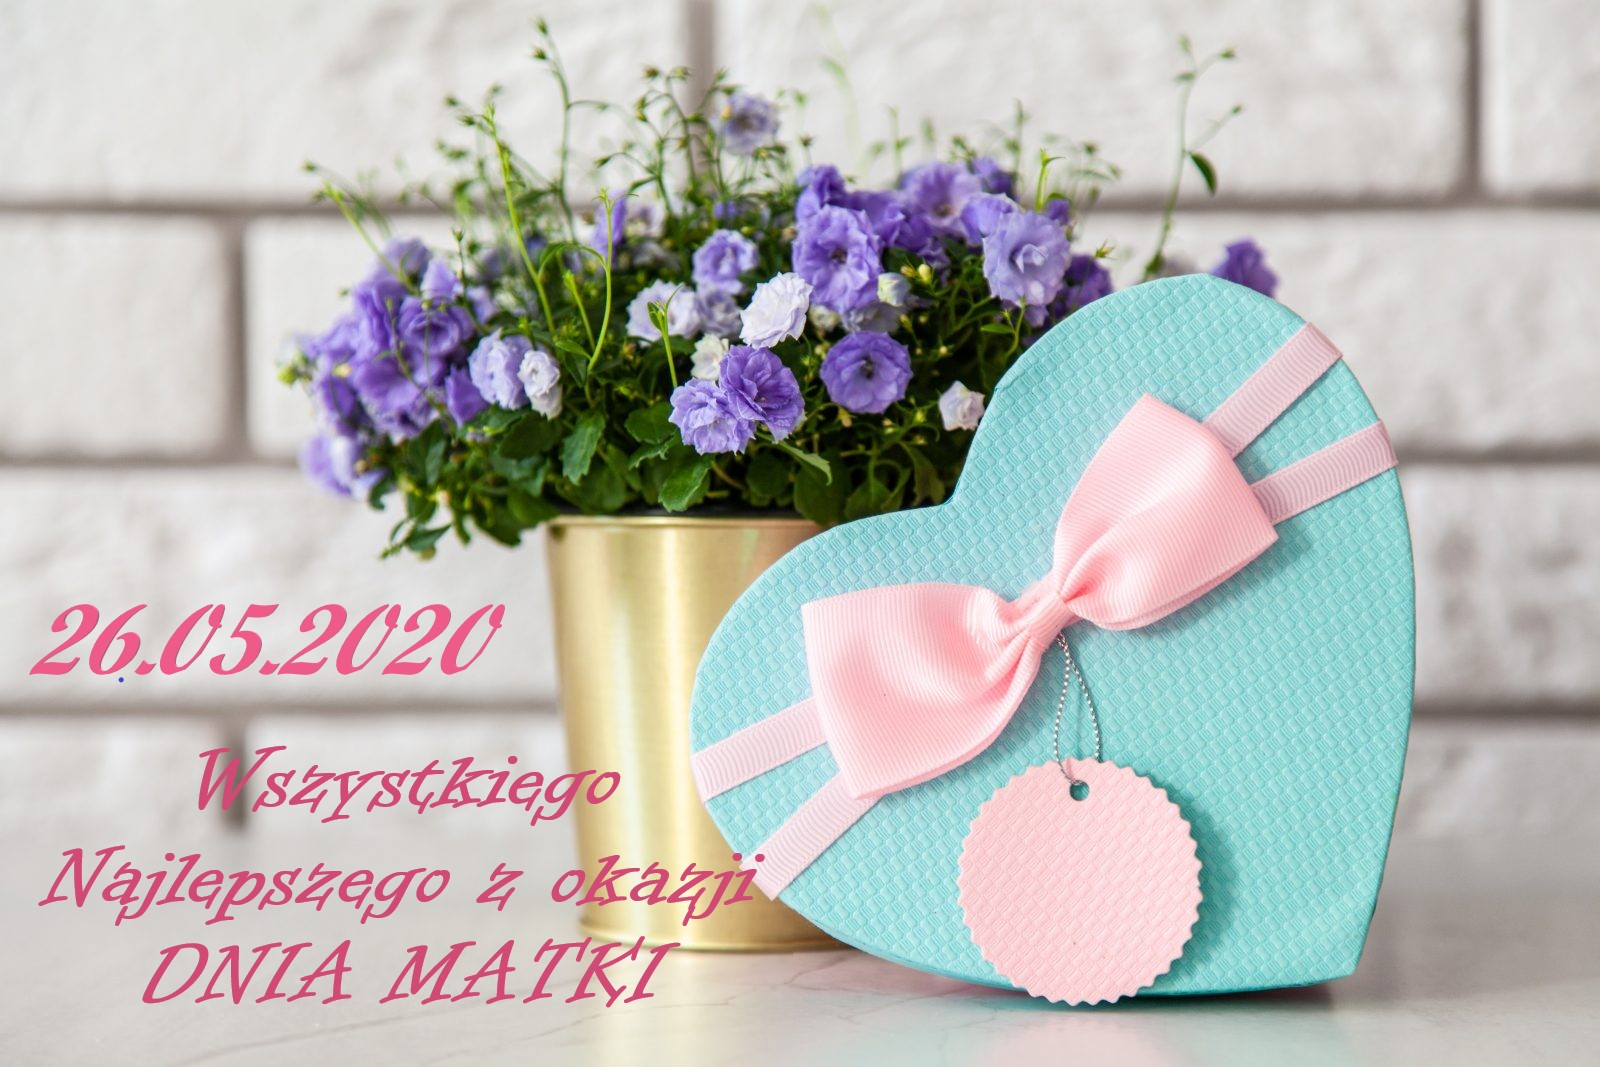 26.05.2020
Wszystkiego
Najlepszego z okazji
DNIA MATKI